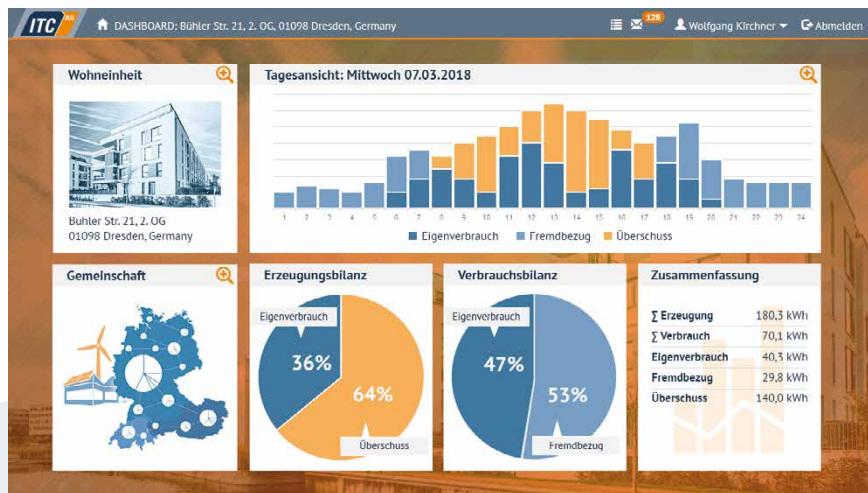 ITC AG
DASHBOARD: Bühler Str. 21, 2. OG, 01098 Dresden, Germany
126
Wolfgang Kirchner
Abmelden
Wohneinheit
Buhler Str. 21, 2. OG
01098 Dresden, Germany
Tagesansicht: Mittwoch 07.03.2018
1 2 3 4 5 6 7 8 9 10 11 12 13 14 15 16 17 18 19 20 21 22 23 24
Eigenverbrauch Fremdbezug Überschuss
Gemeinschaft
Erzeugungsbilanz
Eigenverbrauch
36%
64%
Überschuss
Verbrauchsbilanz
Eigenverbrauch
47%
53%
Fremdbezug
Zusammenfassung
∑ Erzeugung 180,3 kWh
∑ Verbrauch 70,1 kWh
Eigenverbrauch 40,3 kWh
Fremdbezug 29,8 kWh
Überschuss 140,0 kWh